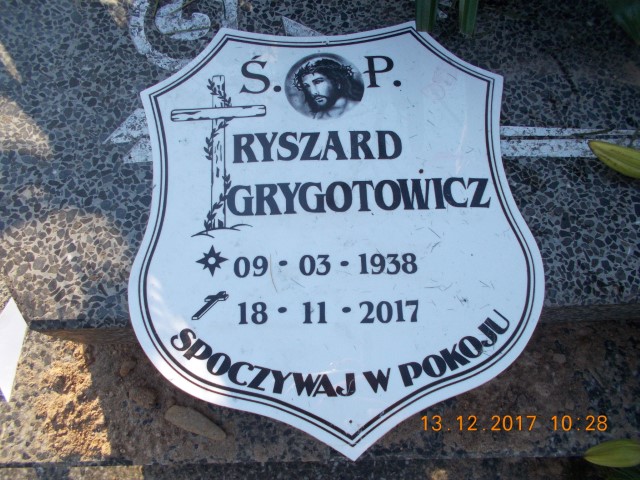 Ś. P.
RYSZARD
GRYGOTOWICZ
09 - 03 - 1938
18 - 11 - 2017
SPOCZYWAJ W POKOJU
13.12.2017 10:28